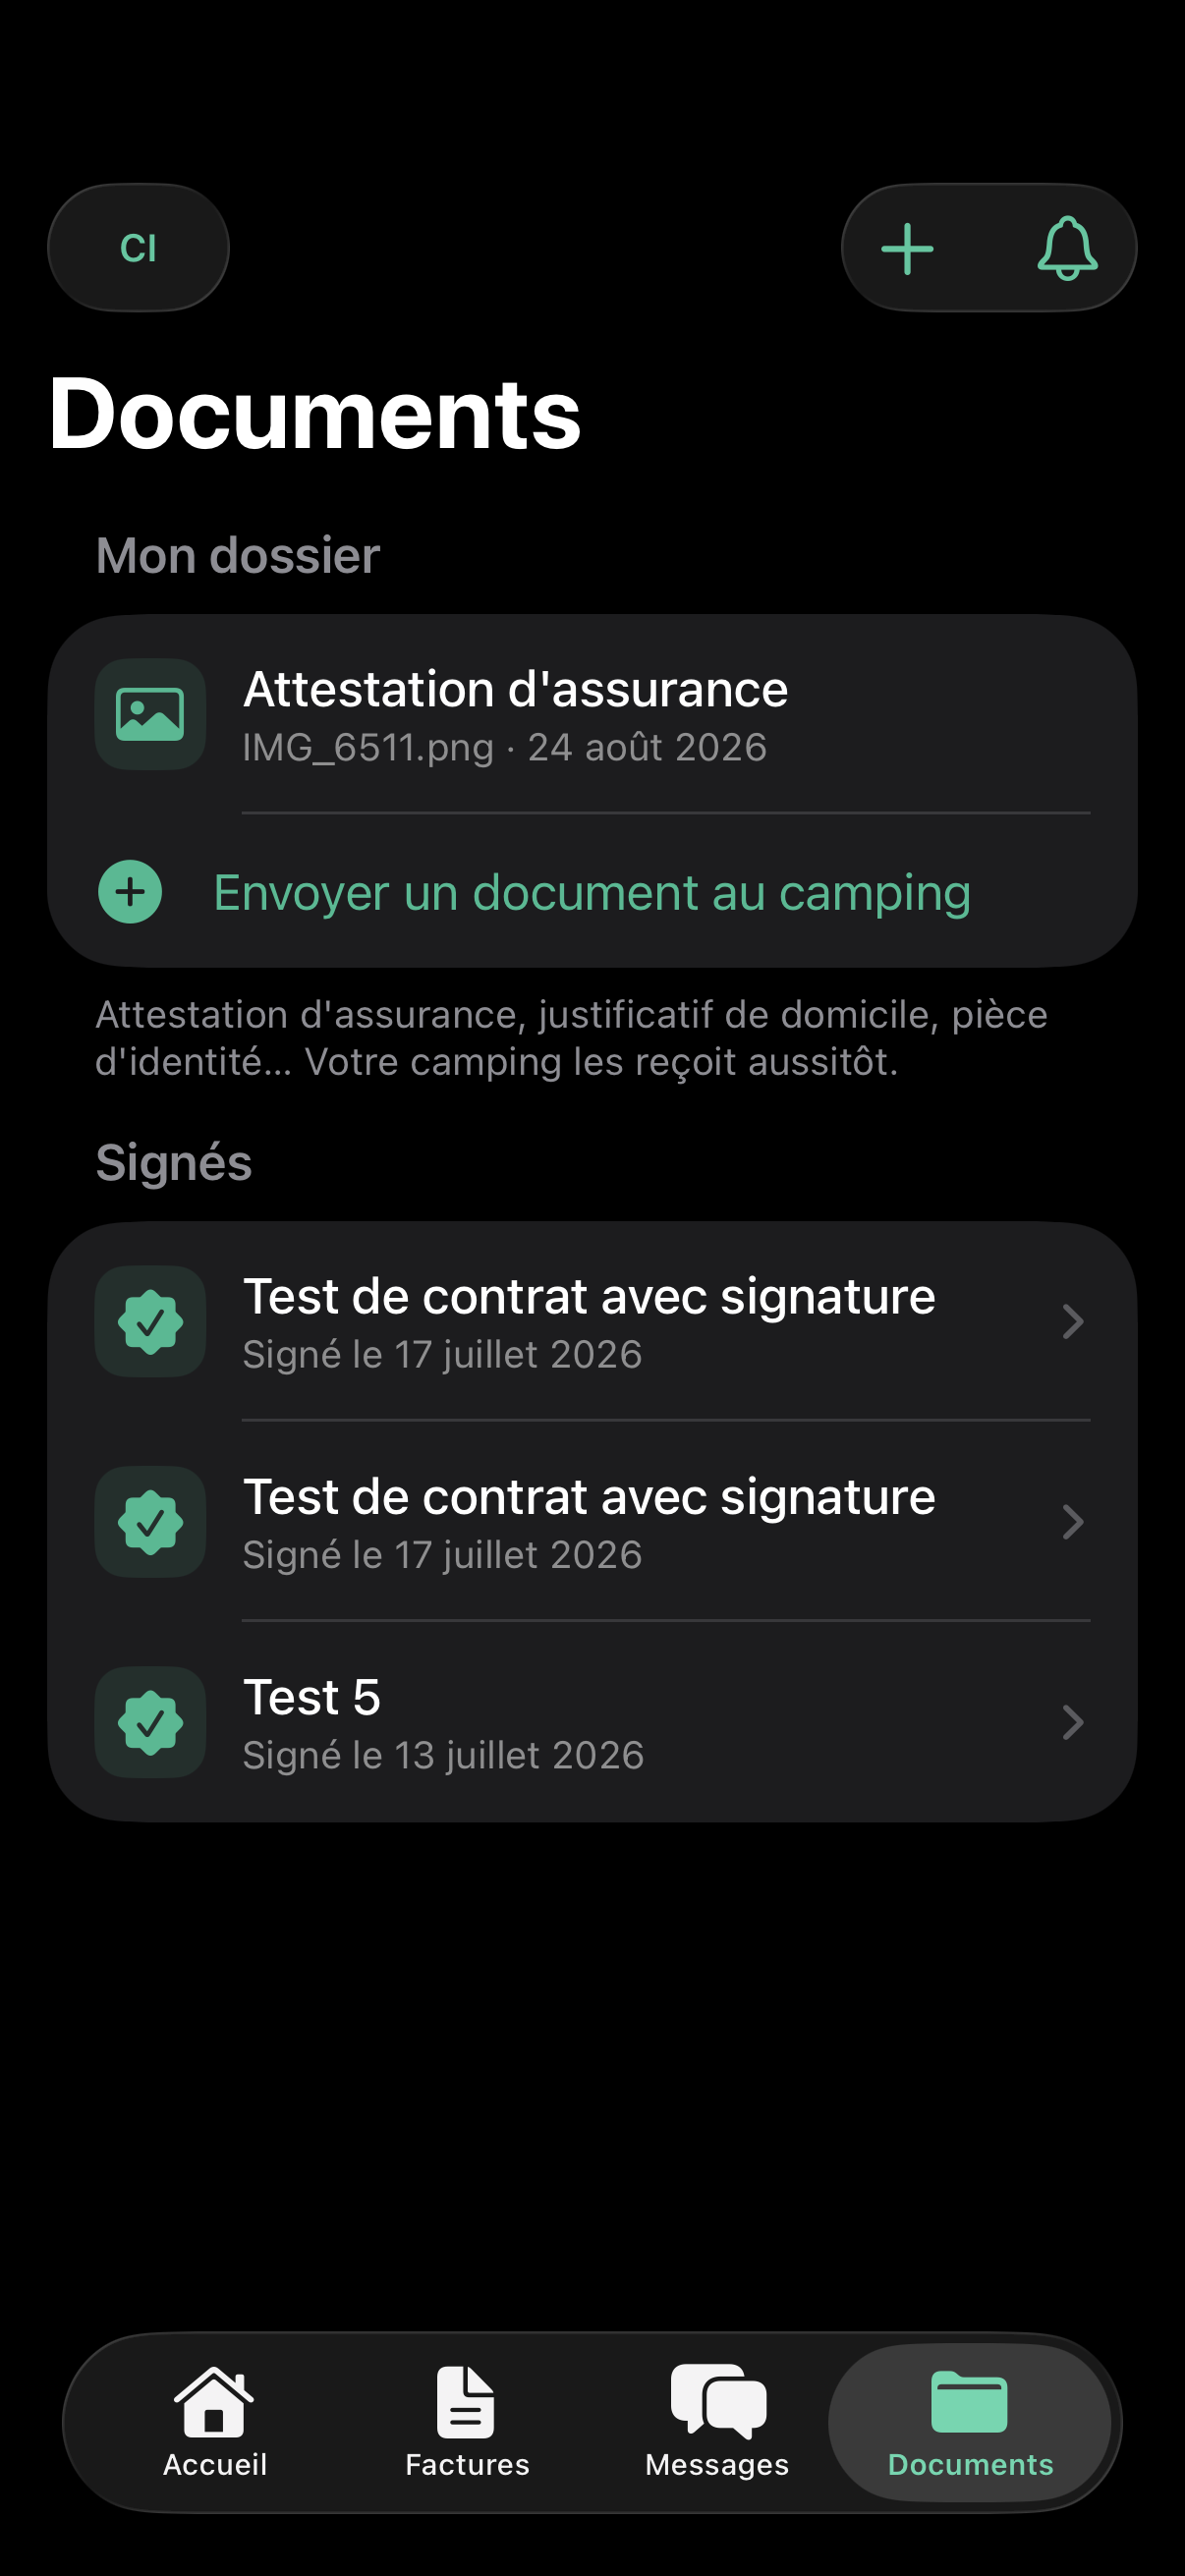 CI
Documents
Mon dossier
Attestation d'assurance
IMG_6511.png · 24 août 2026
Envoyer un document au camping
Attestation d'assurance, justificatif de domicile, pièce
d'identité... Votre camping les reçoit aussitôt.
Signés
Test de contrat avec signature
Signé le 17 juillet 2026
Test de contrat avec signature
Signé le 17 juillet 2026
Test 5
Signé le 13 juillet 2026
Accueil
Factures
Messages
Documents